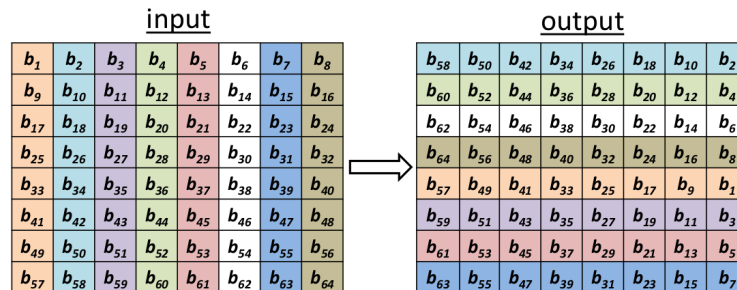 input output
b1 b2 b3 b4 b5 b6 b7 b8 b58 b50 b42 b34 b26 b18 b10 b2
b9 b10 b11 b12 b13 b14 b15 b16 b60 b52 b44 b36 b28 b20 b12 b4
b17 b18 b19 b20 b21 b22 b23 b24 b62 b54 b46 b38 b30 b22 b14 b6
b25 b26 b27 b28 b29 b30 b31 b32 b64 b56 b48 b40 b32 b24 b16 b8
b33 b34 b35 b36 b37 b38 b39 b40 b57 b49 b41 b33 b25 b17 b9 b1
b41 b42 b43 b44 b45 b46 b47 b48 b59 b51 b43 b35 b27 b19 b11 b3
b49 b50 b51 b52 b53 b54 b55 b56 b61 b53 b45 b37 b29 b21 b13 b5
b57 b58 b59 b60 b61 b62 b63 b64 b63 b55 b47 b39 b31 b23 b15 b7